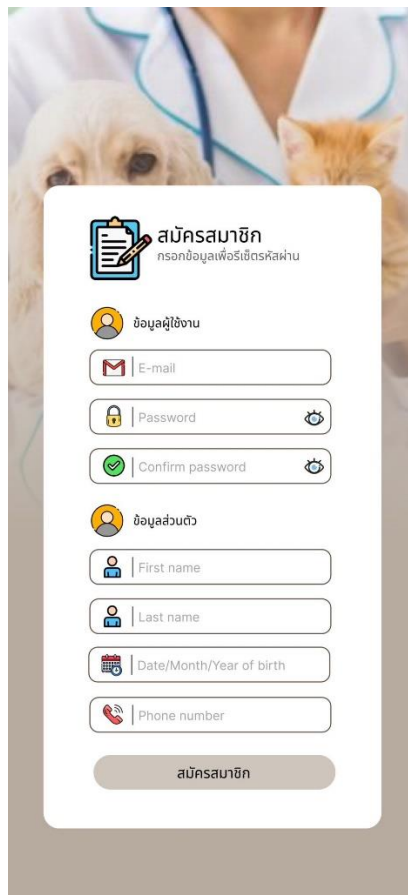 สมัครสมาชิก
กรอกข้อมูลเพื่อรีเซ็ตรหัสผ่าน
ข้อมูลผู้ใช้งาน
E-mail
Password
Confirm password
ข้อมูลส่วนตัว
First name
Last name
Date/Month/Year of birth
Phone number
สมัครสมาชิก